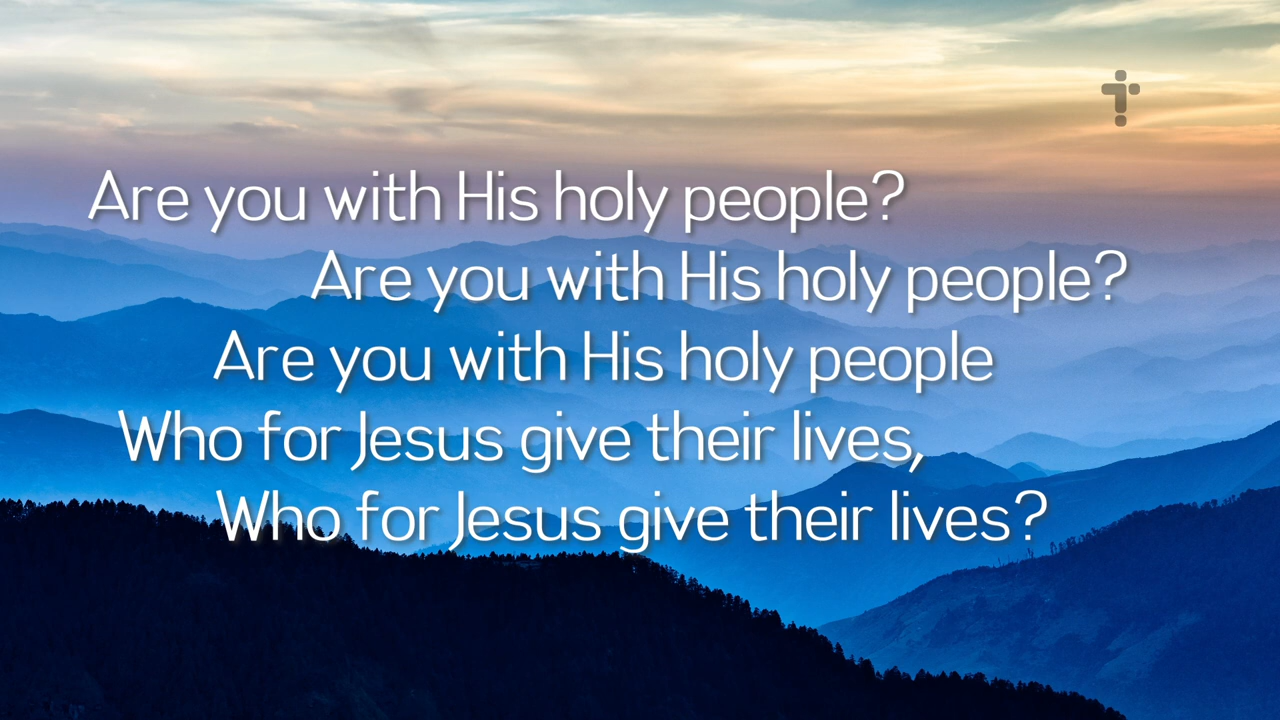 Are you with His holy people?
Are you with His holy people?
Are you with His holy people
Who for Jesus give their lives,
Who for Jesus give their lives?